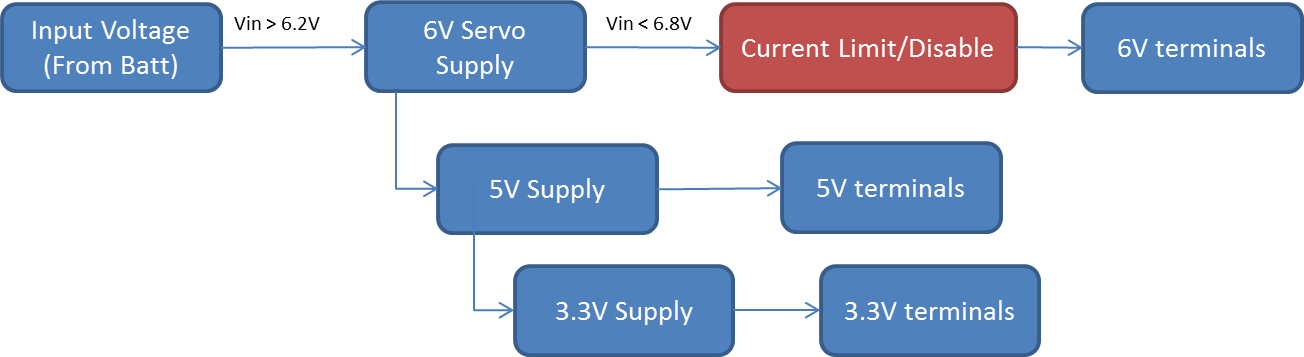 Input Voltage
(From Batt)
Vin > 6.2V
6V Servo
Supply
Vin < 6.8V
Current Limit/Disable
6V terminals
5V Supply
5V terminals
3.3V Supply
3.3V terminals